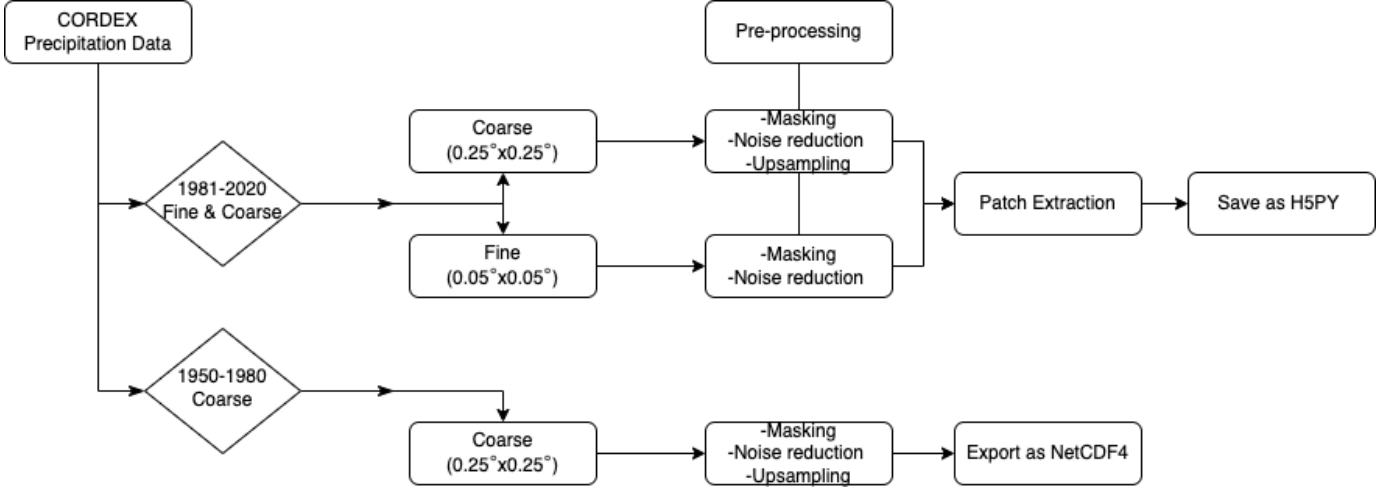 CORDEX
Precipitation Data
Pre-processing
1981-2020
Fine & Coarse
Coarse
(0.25°x0.25°)
-Masking
-Noise reduction
-Upsampling
Fine
(0.05°x0.05°)
-Masking
-Noise reduction
Patch Extraction
Save as H5PY
1950-1980
Coarse
Coarse
(0.25°x0.25°)
-Masking
-Noise reduction
-Upsampling
Export as NetCDF4